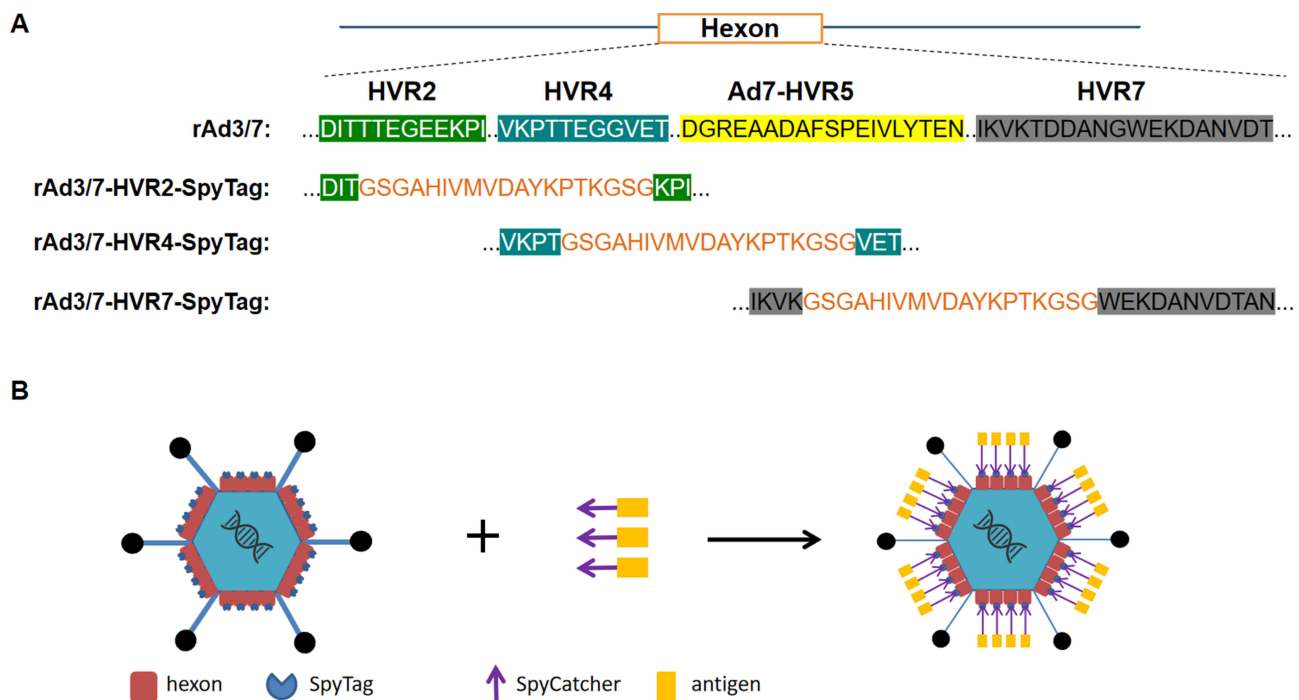 A
Hexon
HVR2 HVR4 Ad7-HVR5 HVR7
rAd3/7: ...DITTTEGEEKPI..VKPTTEGGVET..DGREAADAFSPEIVLYTEN..IKVKTDDANGWEKDANVDT...
rAd3/7-HVR2-SpyTag: ...DITGSGAHIVMVDAYKPTKGSGKPI...
rAd3/7-HVR4-SpyTag: ...VKPTGSGAHIVMVDAYKPTKGSGVET...
rAd3/7-HVR7-SpyTag: ...IKVKGSGAHIVMVDAYKPTKGSGWEKDANVDTAN...
B
+
hexon SpyTag SpyCatcher antigen